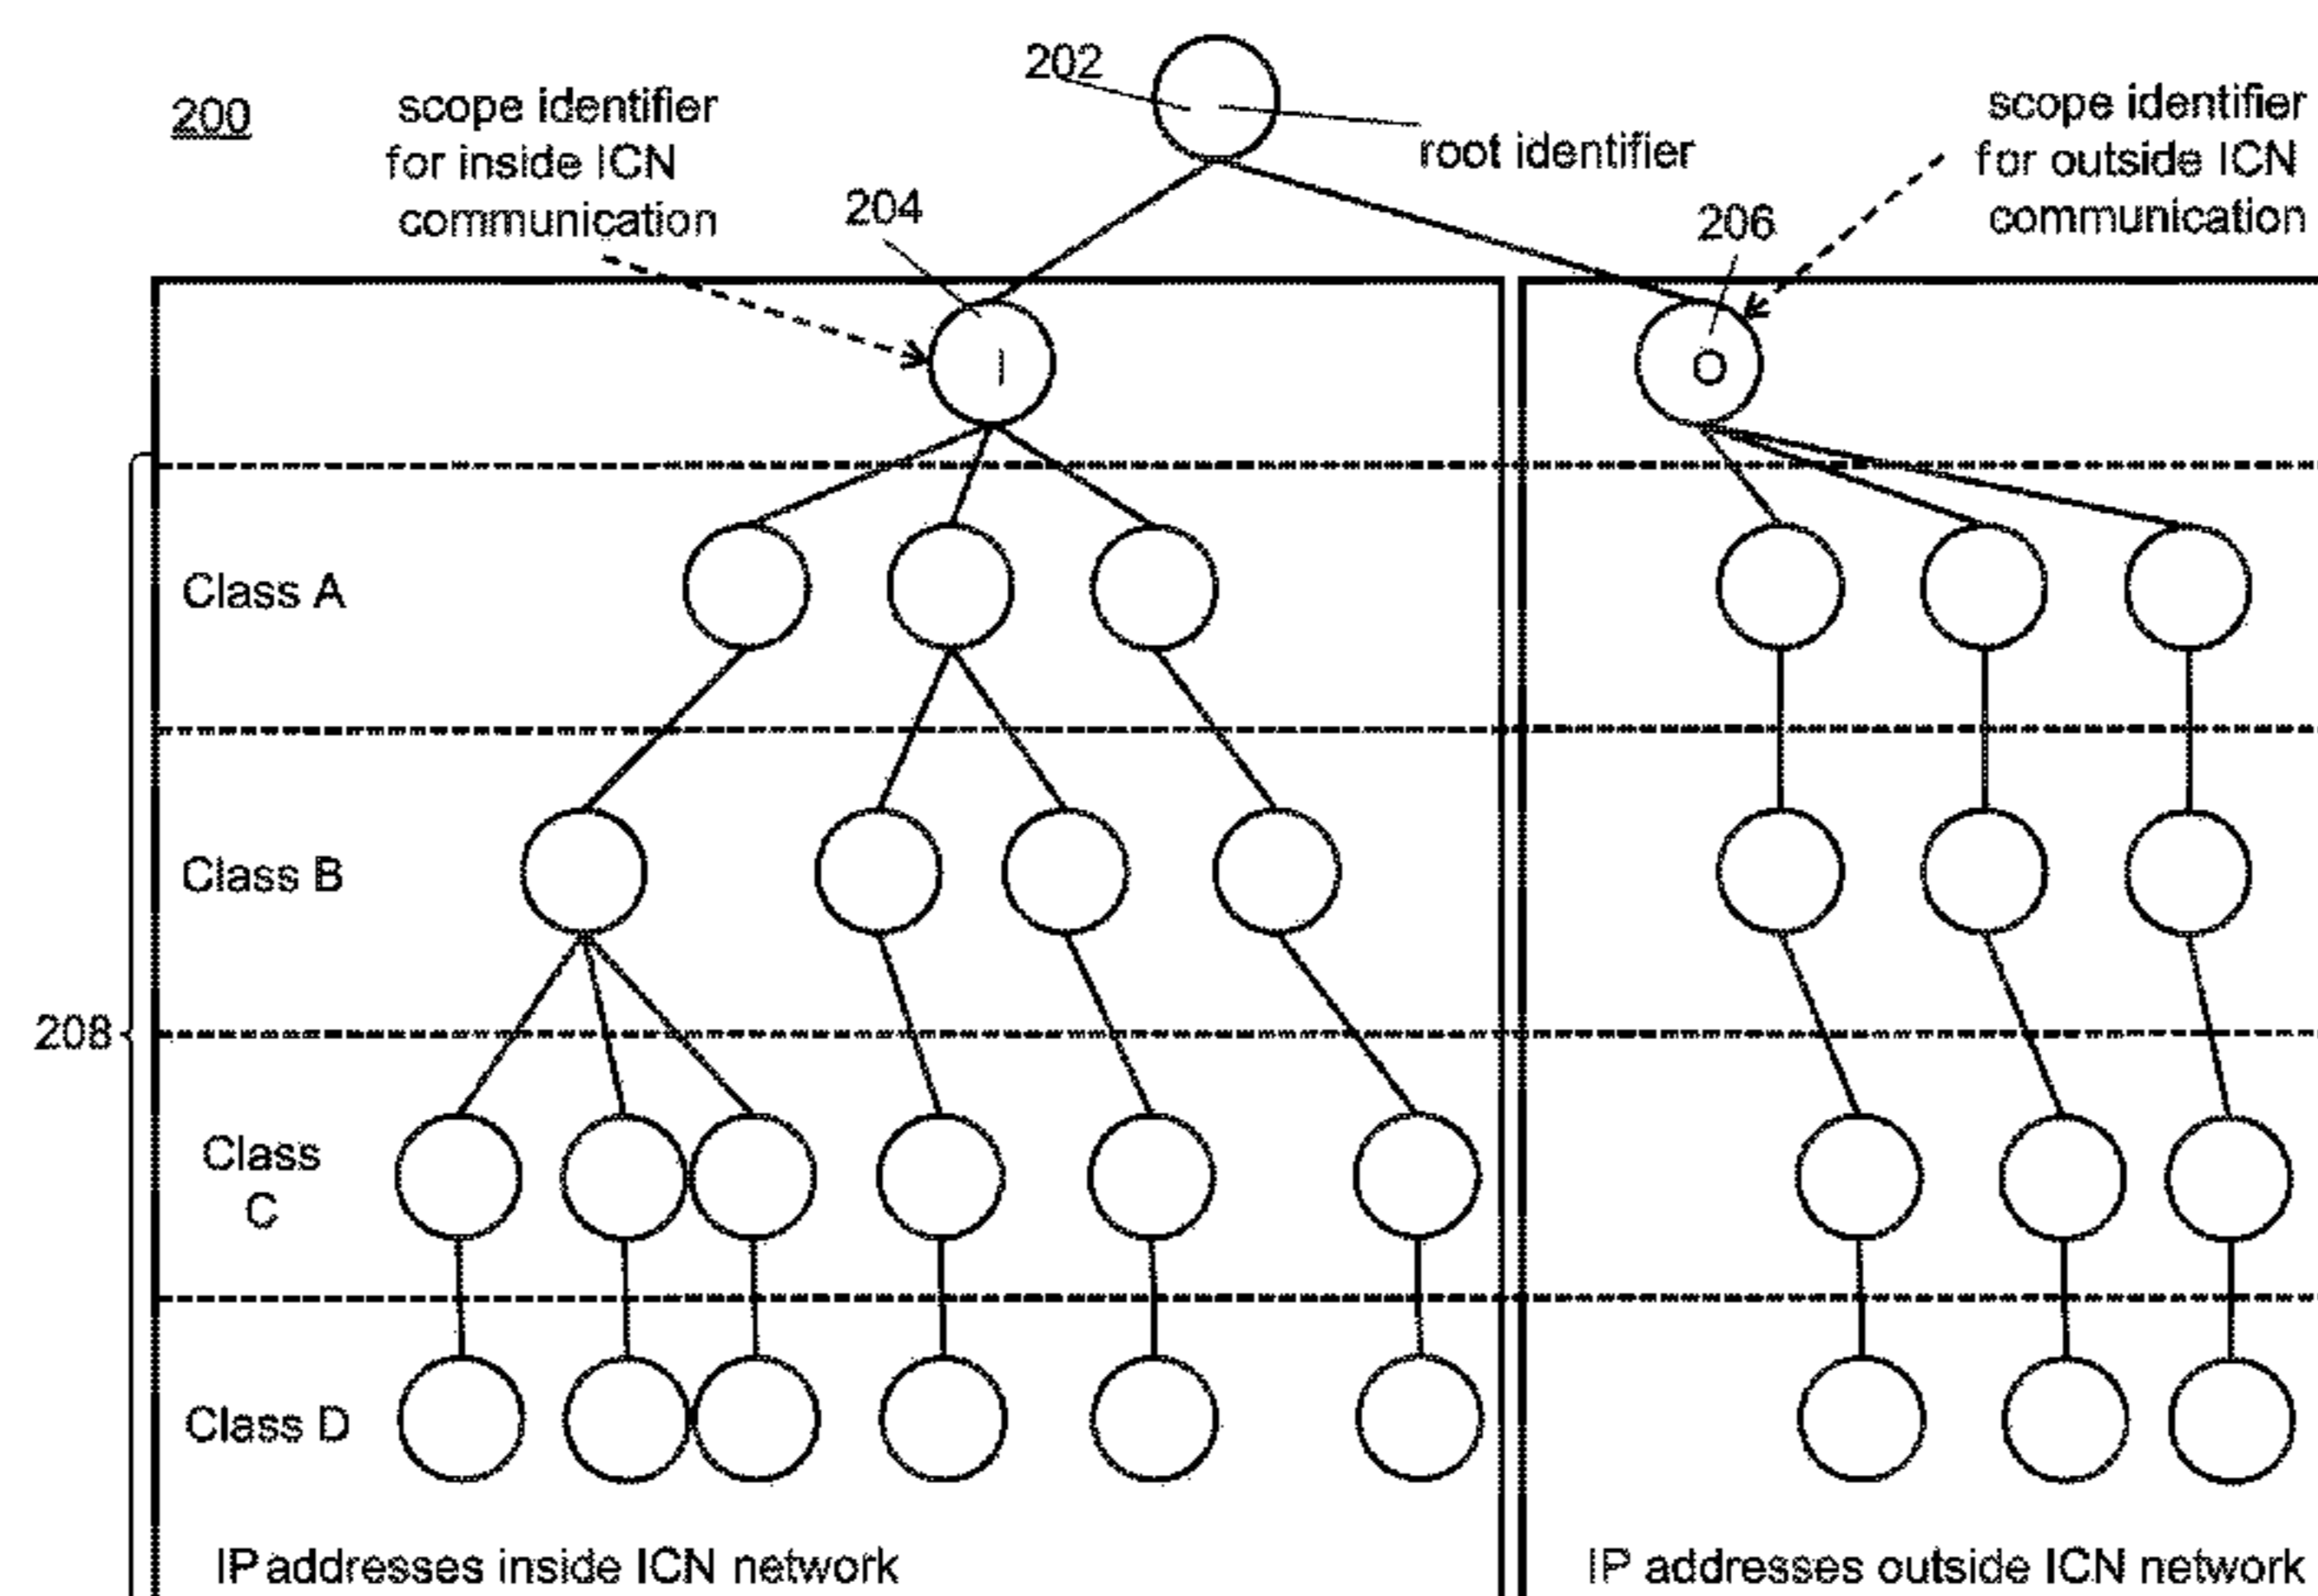 202
200
scope identifier
for inside ICN
communication
root identifier
scope identifier
for outside ICN
communication
204
206
I
O
Class A
Class B
208
Class
C
Class D
IP addresses inside ICN network
IP addresses outside ICN network